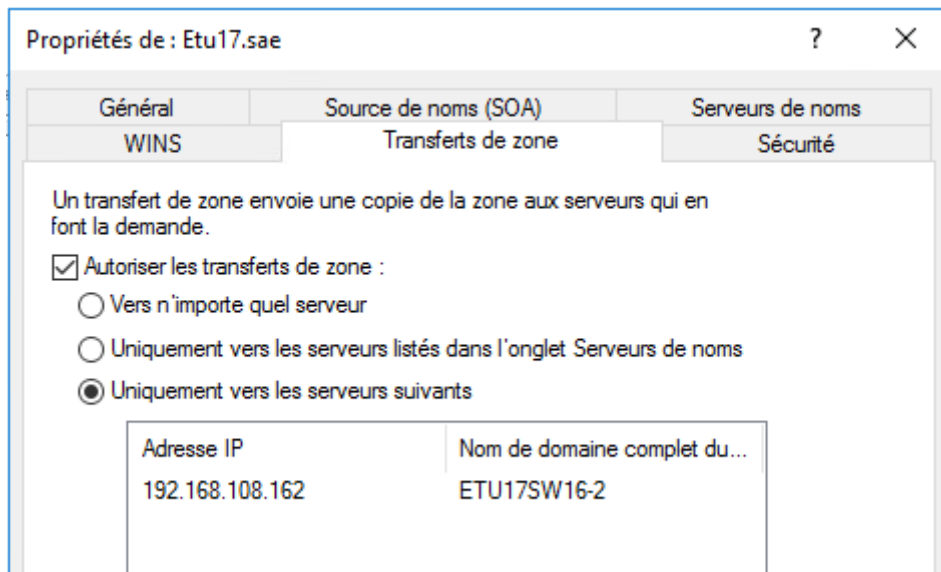 Propriétés de : Etu17.sae ? ×
Général Source de noms (SOA) Serveurs de noms
WINS Transferts de zone Sécurité
Un transfert de zone envoie une copie de la zone aux serveurs qui en
font la demande.
Autoriser les transferts de zone :
Vers n'importe quel serveur
Uniquement vers les serveurs listés dans l'onglet Serveurs de noms
Uniquement vers les serveurs suivants
Adresse IP Nom de domaine complet du...
192.168.108.162 ETU17SW16-2